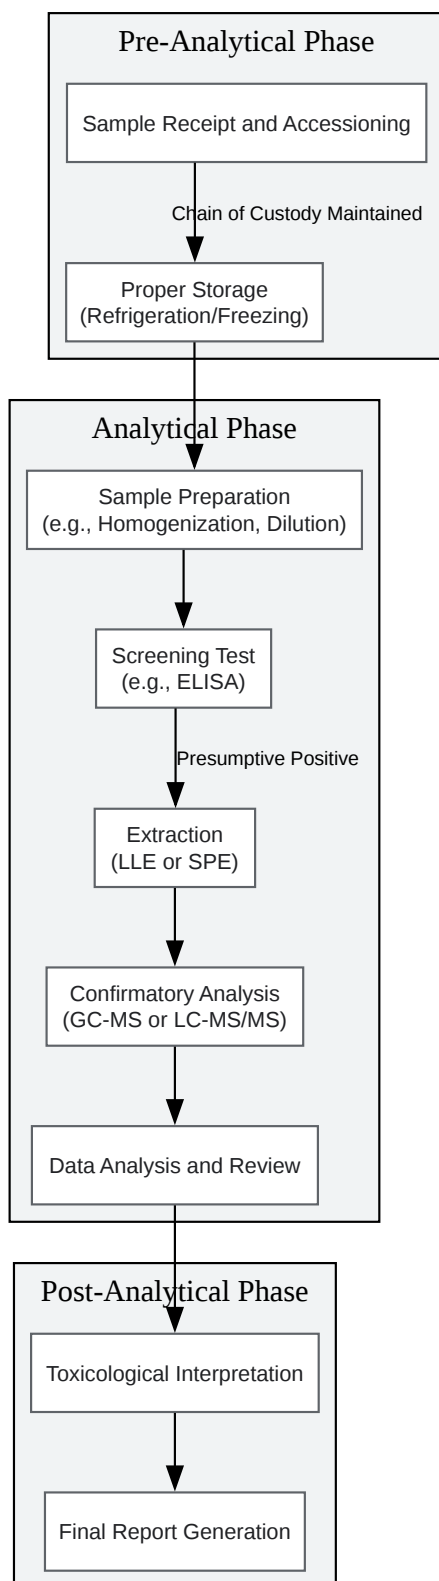 Pre-Analytical Phase
Sample Receipt and Accessioning
Chain of Custody Maintained
Proper Storage
(Refrigeration/Freezing)
Analytical Phase
Sample Preparation
(e.g., Homogenization, Dilution)
Screening Test
(e.g., ELISA)
Presumptive Positive
Extraction
(LLE or SPE)
Confirmatory Analysis
(GC-MS or LC-MS/MS)
Data Analysis and Review
Post-Analytical Phase
Toxicological Interpretation
Final Report Generation